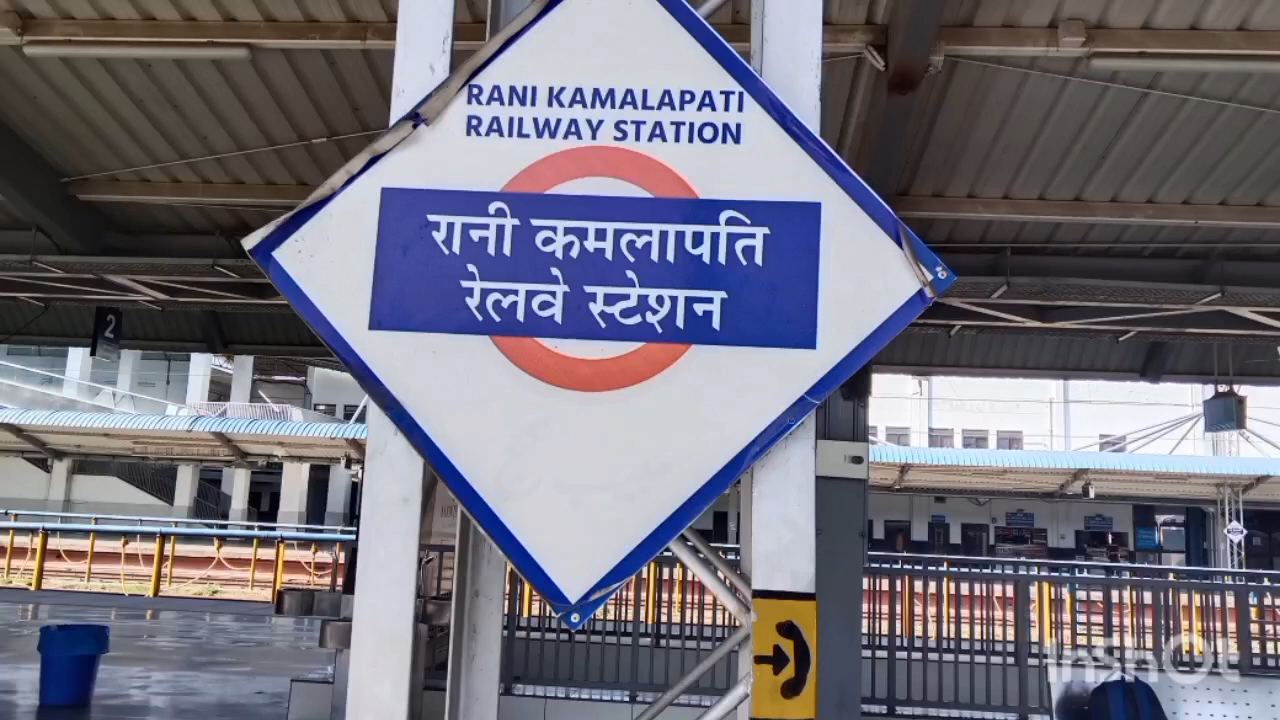 RANI KAMALAPATI
RAILWAY STATION
रानी कमलापति
रेलवे स्टेशन
2
InShOt